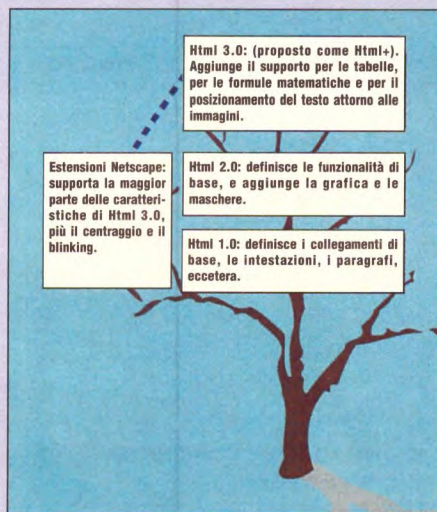 Html 3.0: (proposto come Html+).
Aggiunge il supporto per le tabelle,
per le formule matematiche e per il
posizionamento del testo attorno alle
immagini.
Estensioni Netscape:
supporta la maggior
parte delle caratteri-
stiche di Html 3.0,
più il centraggio e il
blinking.
Html 2.0: definisce le funzionalità di
base, e aggiunge la grafica e le
maschere.
Html 1.0: definisce i collegamenti di
base, le intestazioni, i paragrafi,
eccetera.